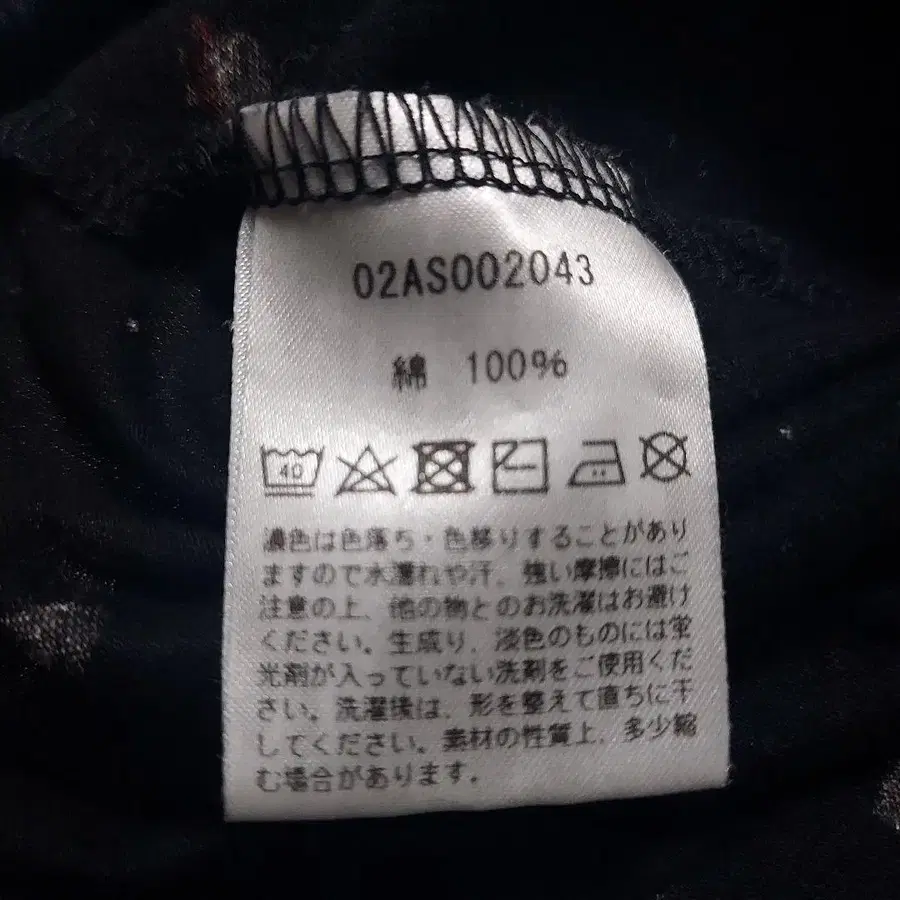 02AS002043
綿 100%
40
濃色は色落ち・色移りすることがあり
ますので水濡れや汗、強い摩擦にはご
注意の上、他の物とのお洗濯はお避け
ください。生成り、淡色のものには蛍
光剤が入っていない洗剤をご使用くだ
さい。洗濯後は、形を整えて直ちに干
してください。素材の性質上、多少縮
む場合があります。